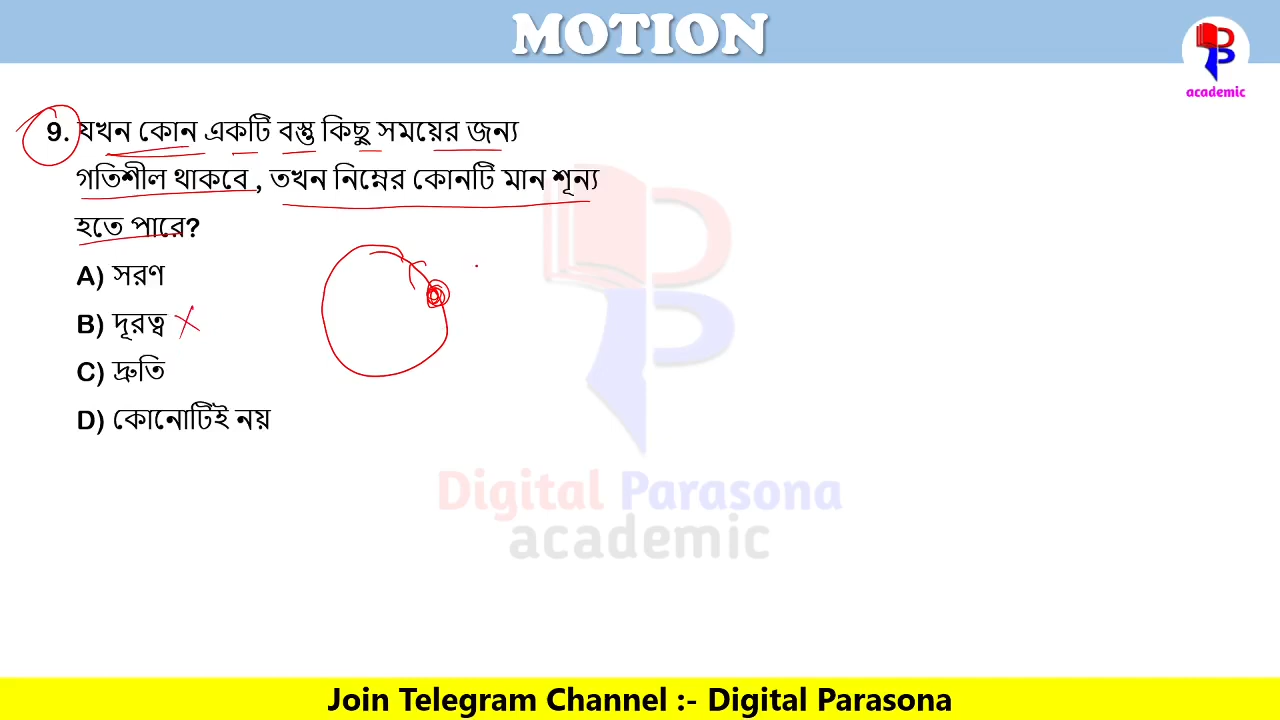 MOTION
academic
9. যখন কোন একটি বস্তু কিছু সময়ের জন্য
গতিশীল থাকবে , তখন নিম্নের কোনটি মান শূন্য
হতে পারে?
A) সরণ
B) দূরত্ব
C) দ্রুতি
D) কোনোটিই নয়
Digital Parasona
academic
Join Telegram Channel :- Digital Parasona